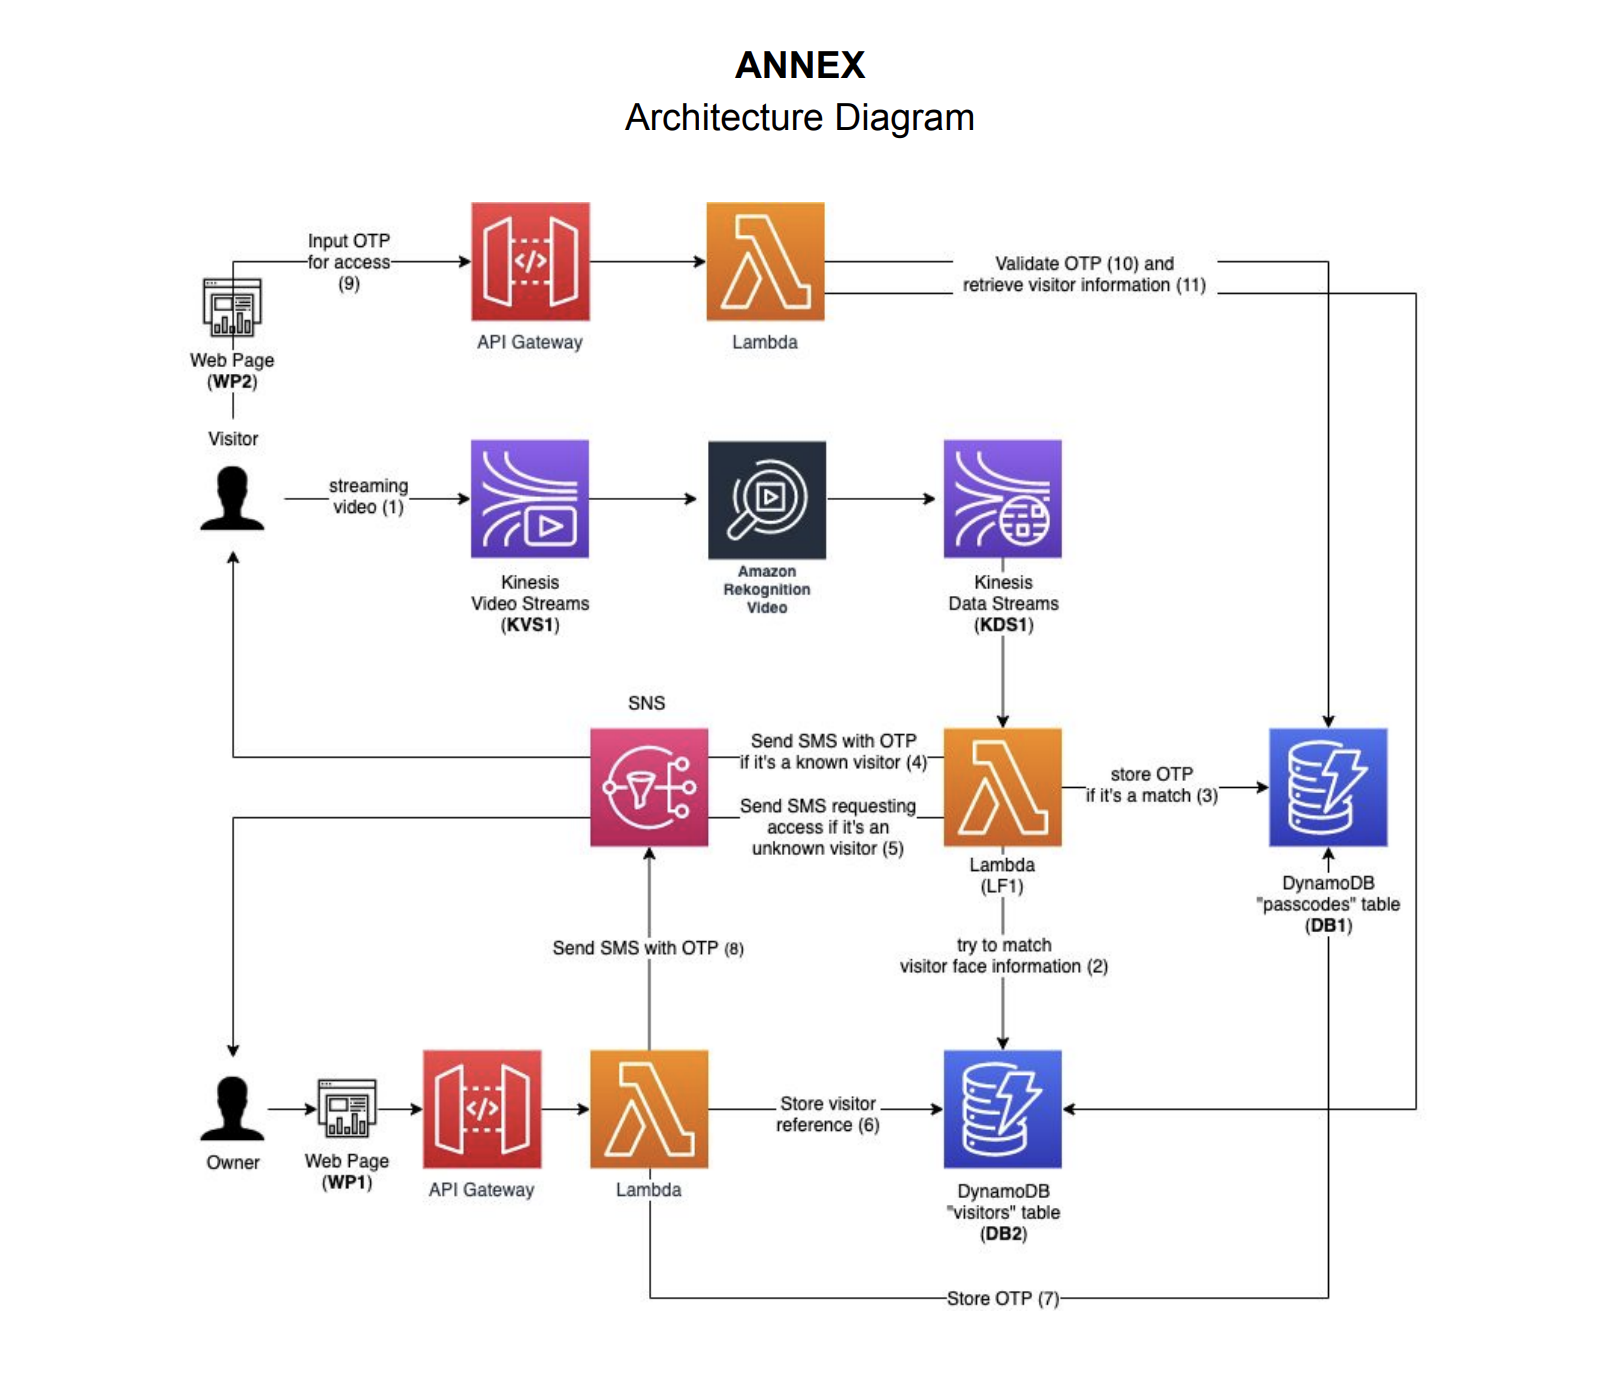 ANNEX
Architecture Diagram
Input OTP
for access
(9)
</>
API Gateway
Lambda
Validate OTP (10) and
retrieve visitor information (11)
Web Page
(WP2)
Visitor
streaming
video (1)
Kinesis
Video Streams
(KVS1)
Amazon
Rekognition
Video
Kinesis
Data Streams
(KDS1)
SNS
Send SMS with OTP
if it's a known visitor (4)
Send SMS requesting
access if it's an
unknown visitor (5)
Lambda
(LF1)
store OTP
if it's a match (3)
DynamoDB
"passcodes" table
(DB1)
Send SMS with OTP (8)
try to match
visitor face information (2)
Owner
Web Page
(WP1)
</>
API Gateway
Lambda
Store visitor
reference (6)
DynamoDB
"visitors" table
(DB2)
Store OTP (7)